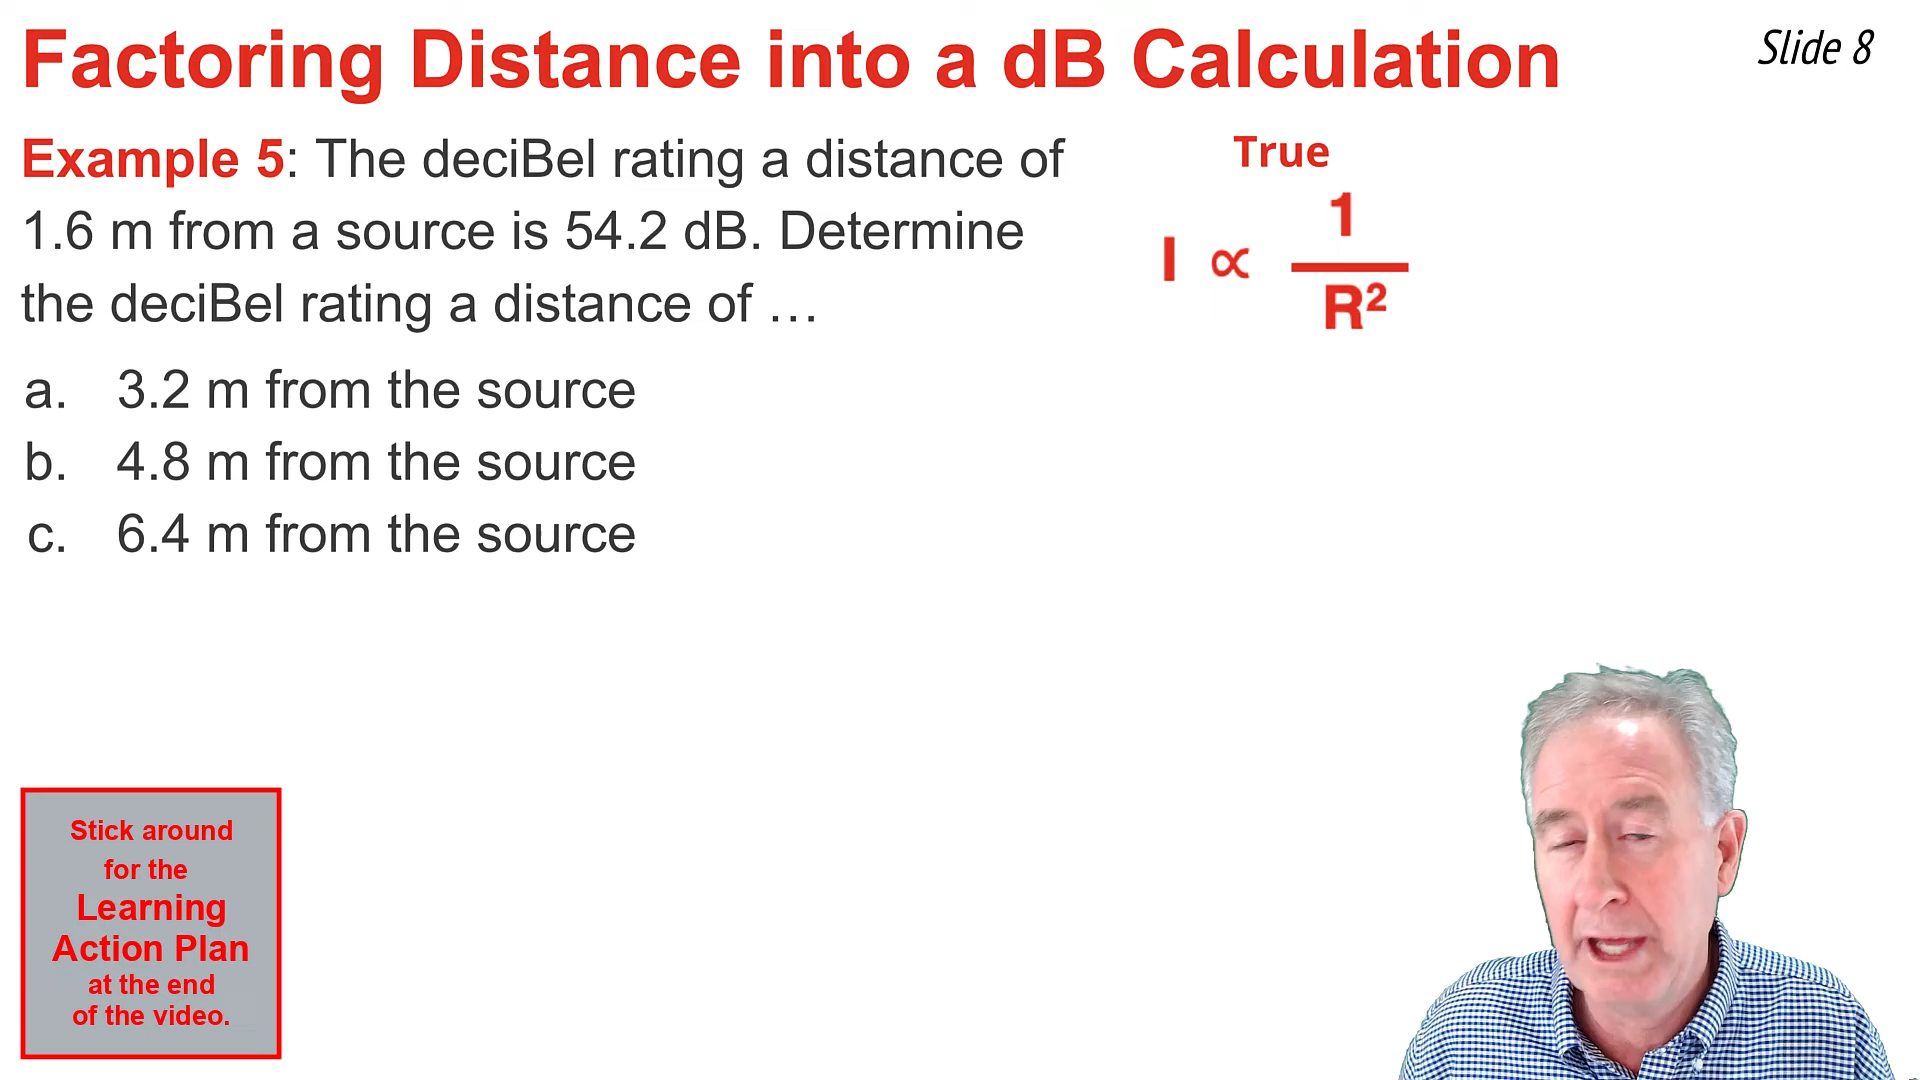 Factoring Distance into a dB Calculation
Slide 8
Example 5: The deciBel rating a distance of
1.6 m from a source is 54.2 dB. Determine
the deciBel rating a distance of …
a. 3.2 m from the source
b. 4.8 m from the source
c. 6.4 m from the source
True
I ∝ 1
R²
Stick around
for the
Learning
Action Plan
at the end
of the video.